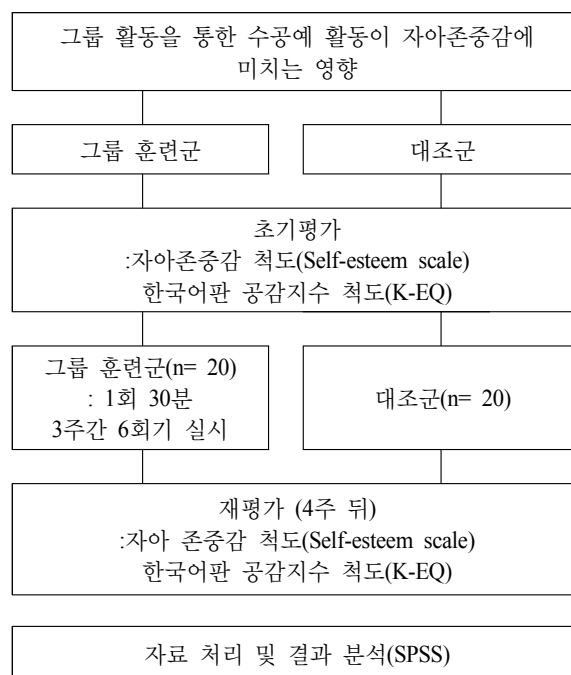 그룹 활동을 통한 수공예 활동이 자아존중감에
미치는 영향
그룹 훈련군
대조군
초기평가
:자아존중감 척도(Self-esteem scale)
한국어판 공감지수 척도(K-EQ)
그룹 훈련군(n= 20)
: 1회 30분
3주간 6회기 실시
대조군(n= 20)
재평가 (4주 뒤)
:자아 존중감 척도(Self-esteem scale)
한국어판 공감지수 척도(K-EQ)
자료 처리 및 결과 분석(SPSS)